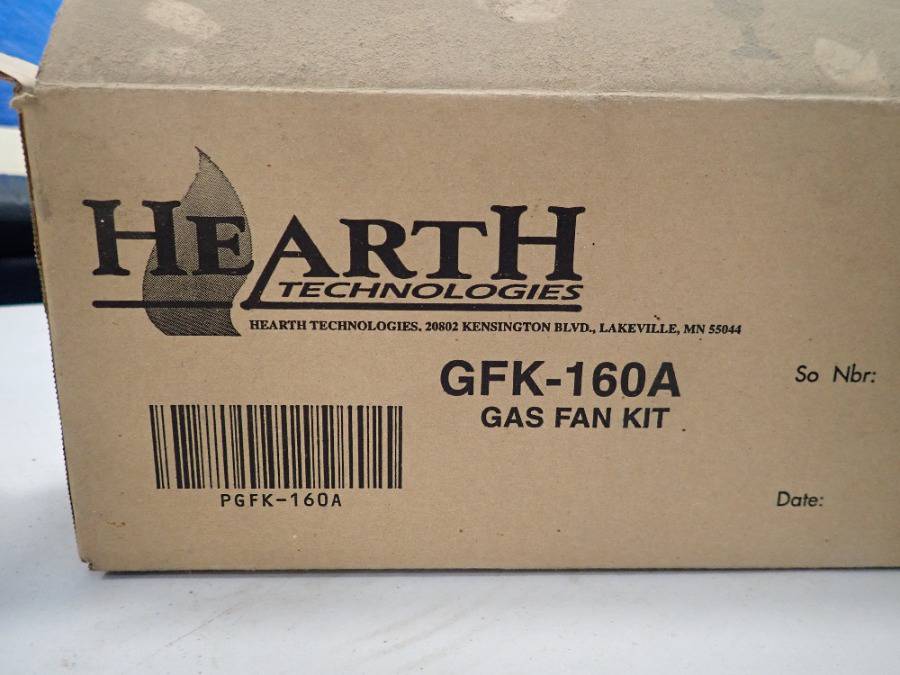 HEARTH
TECHNOLOGIES
HEARTH TECHNOLOGIES. 20802 KENSINGTON BLVD., LAKEVILLE, MN 55044
GFK-160A
So Nbr:
GAS FAN KIT
PGFK-160A
Date: